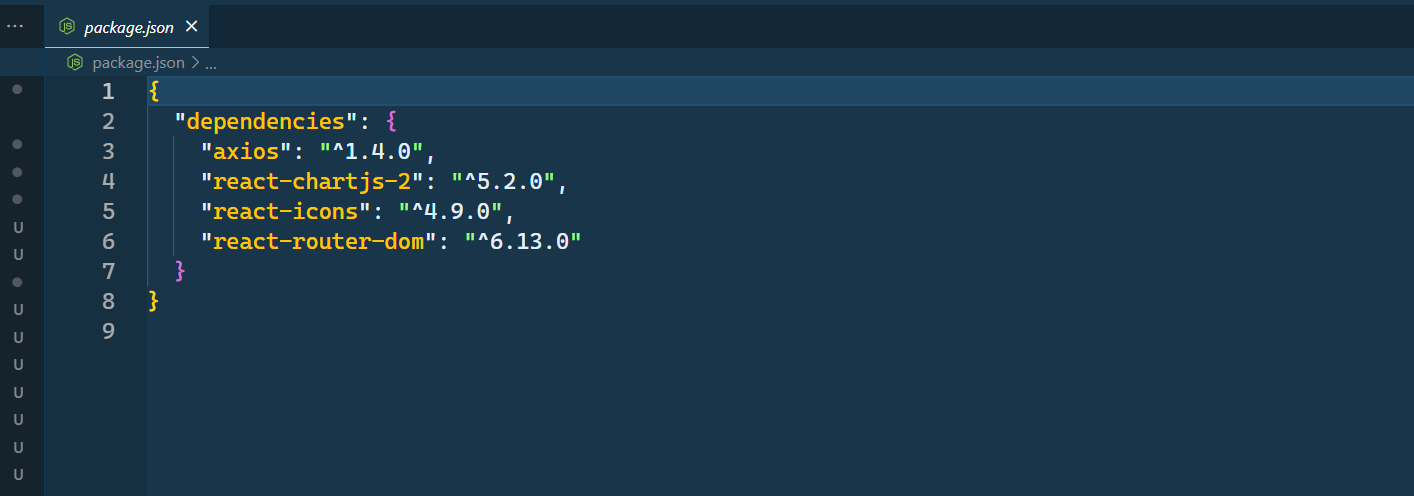 ... package.json ×
package.json > ...
1 {
2 "dependencies": {
3 "axios": "^1.4.0",
4 "react-chartjs-2": "^5.2.0",
5 "react-icons": "^4.9.0",
6 "react-router-dom": "^6.13.0"
7 }
8 }
9
U
U
U
U
U
U
U
U
U